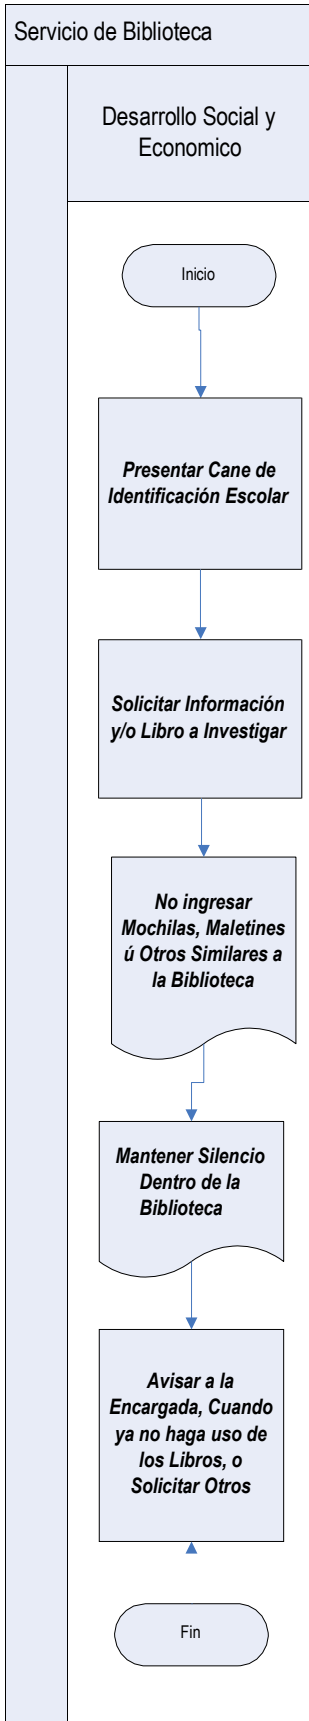 Servicio de Biblioteca
Desarrollo Social y
Economico
Inicio
Presentar Cane de
Identificación Escolar
Solicitar Información
y/o Libro a Investigar
No ingresar
Mochilas, Maletines
ú Otros Similares a
la Biblioteca
Mantener Silencio
Dentro de la
Biblioteca
Avisar a la
Encargada, Cuando
ya no haga uso de
los Libros, o
Solicitar Otros
Fin